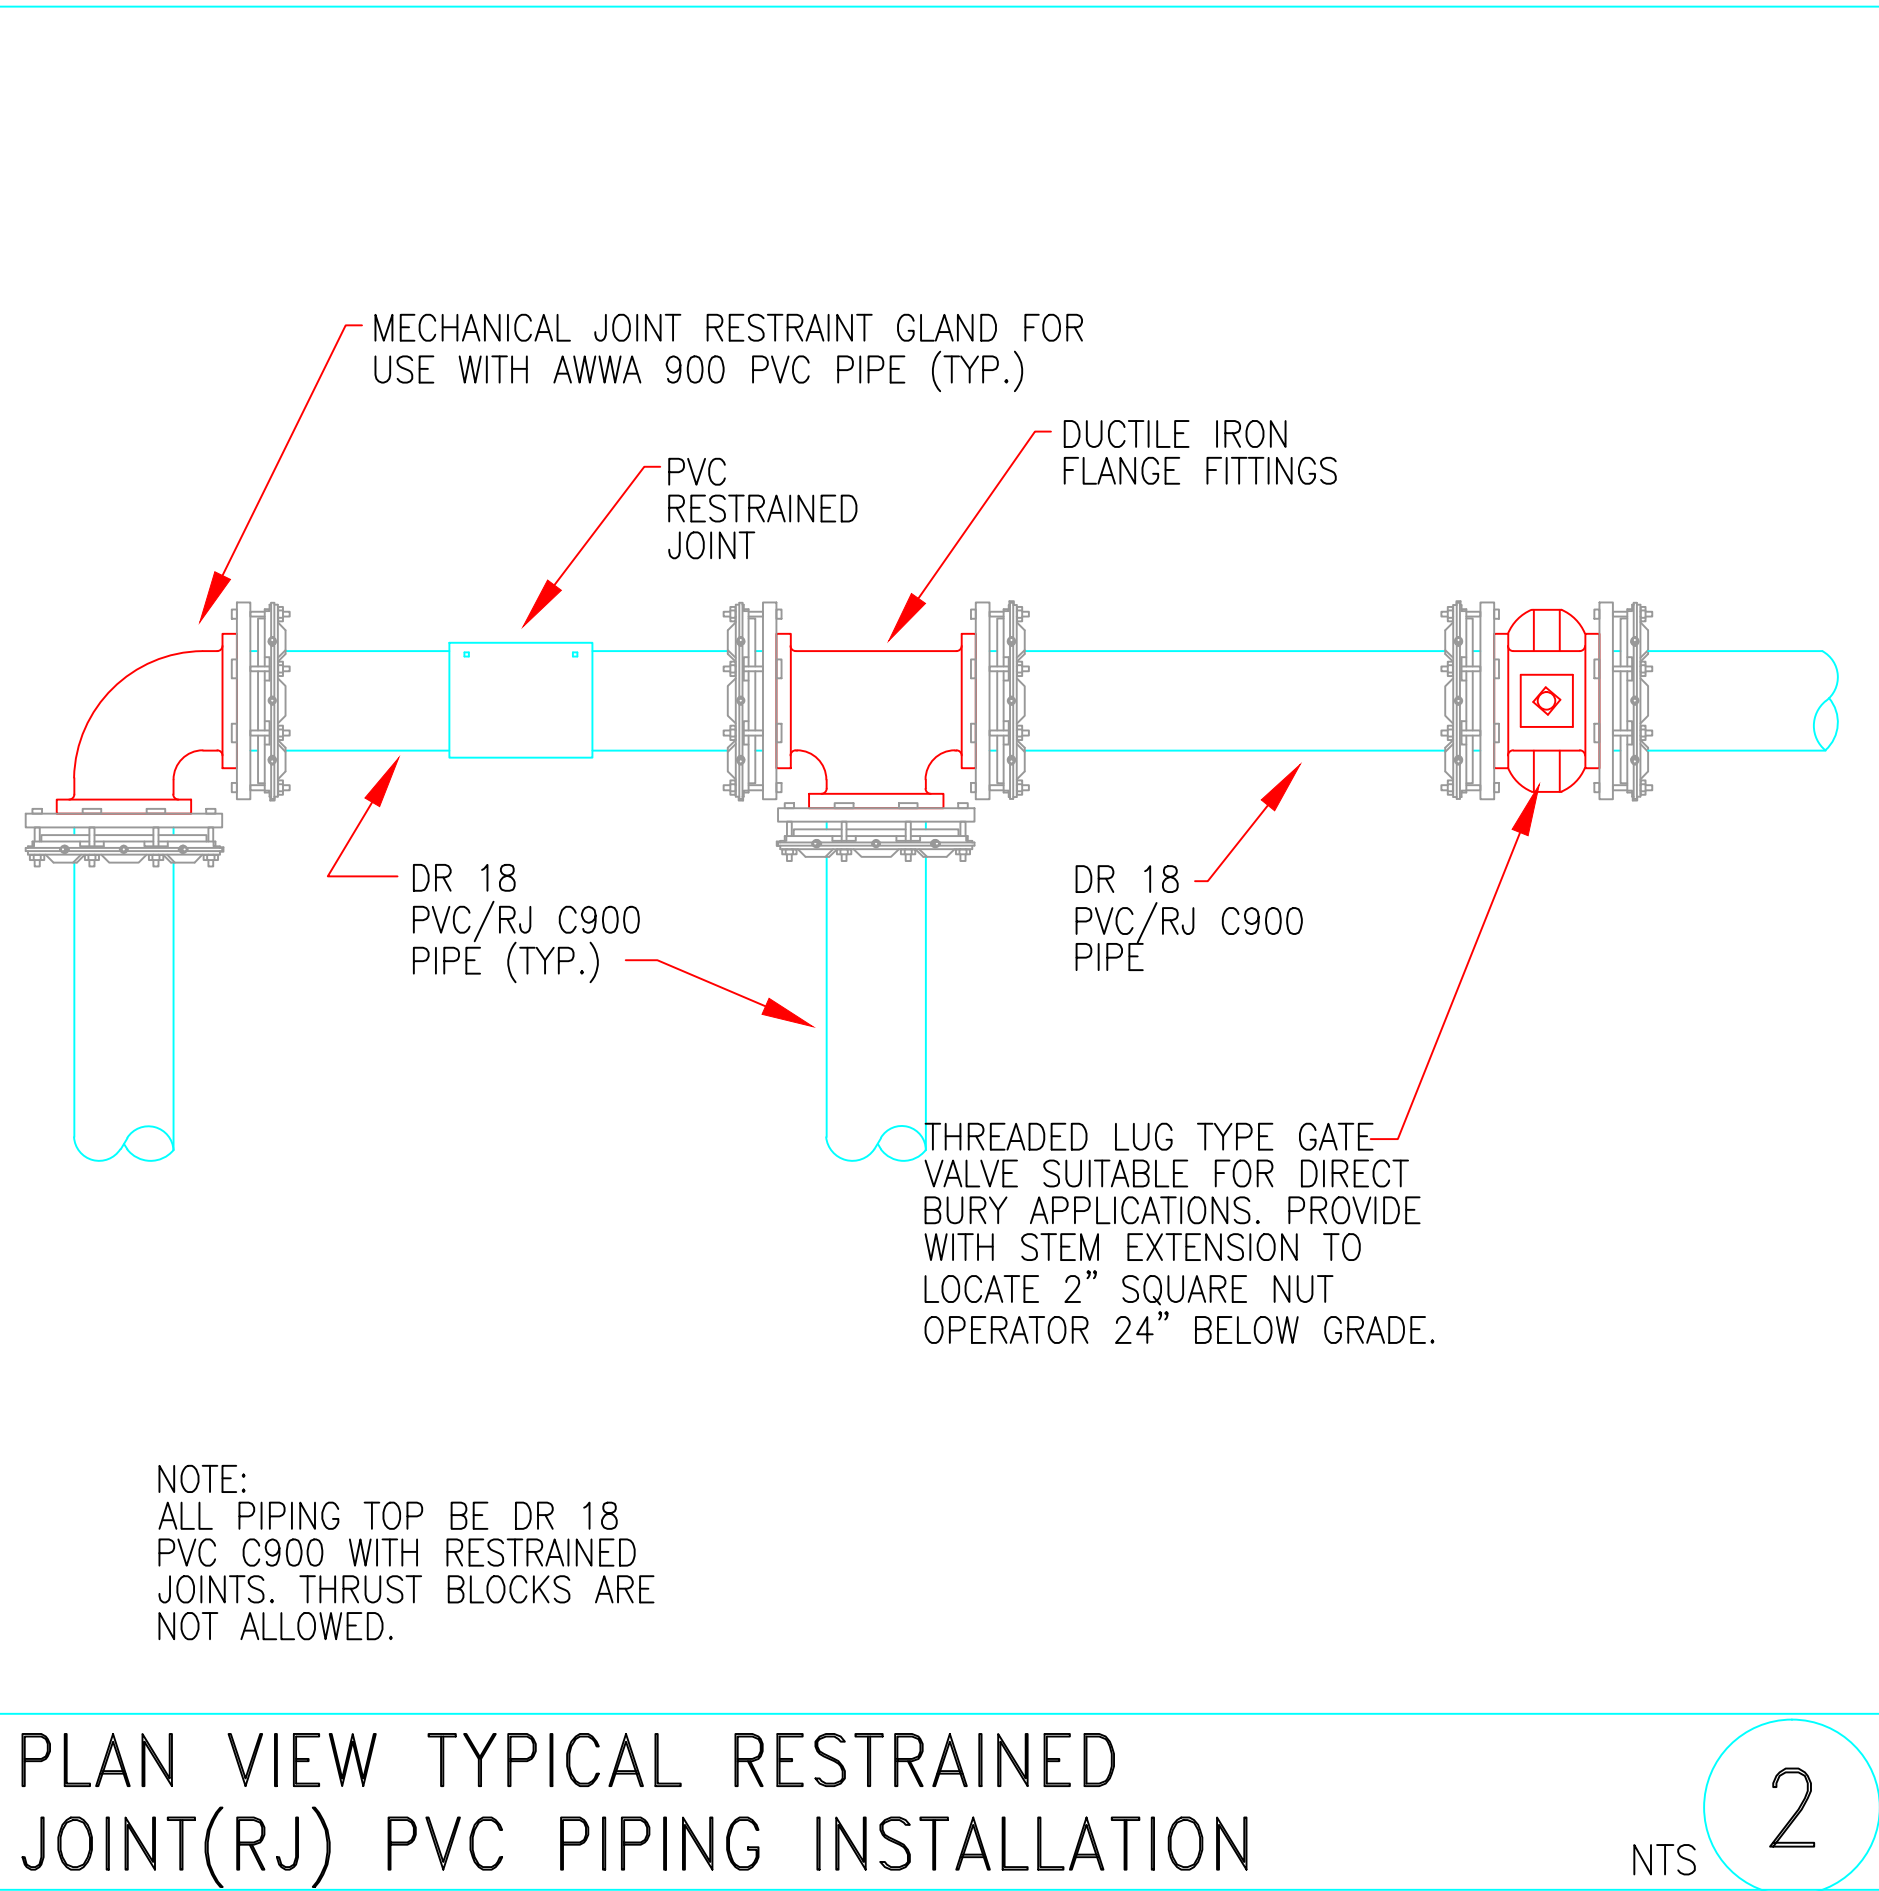 MECHANICAL JOINT RESTRAINT GLAND FOR
USE WITH AWWA 900 PVC PIPE (TYP.)
DUCTILE IRON
FLANGE FITTINGS
PVC
RESTRAINED
JOINT
DR 18
PVC/RJ C900
PIPE (TYP.)
DR 18
PVC/RJ C900
PIPE
THREADED LUG TYPE GATE
VALVE SUITABLE FOR DIRECT
BURY APPLICATIONS. PROVIDE
WITH STEM EXTENSION TO
LOCATE 2" SQUARE NUT
OPERATOR 24" BELOW GRADE.
NOTE:
ALL PIPING TOP BE DR 18
PVC C900 WITH RESTRAINED
JOINTS. THRUST BLOCKS ARE
NOT ALLOWED.
PLAN VIEW TYPICAL RESTRAINED
JOINT(RJ) PVC PIPING INSTALLATION
NTS
2